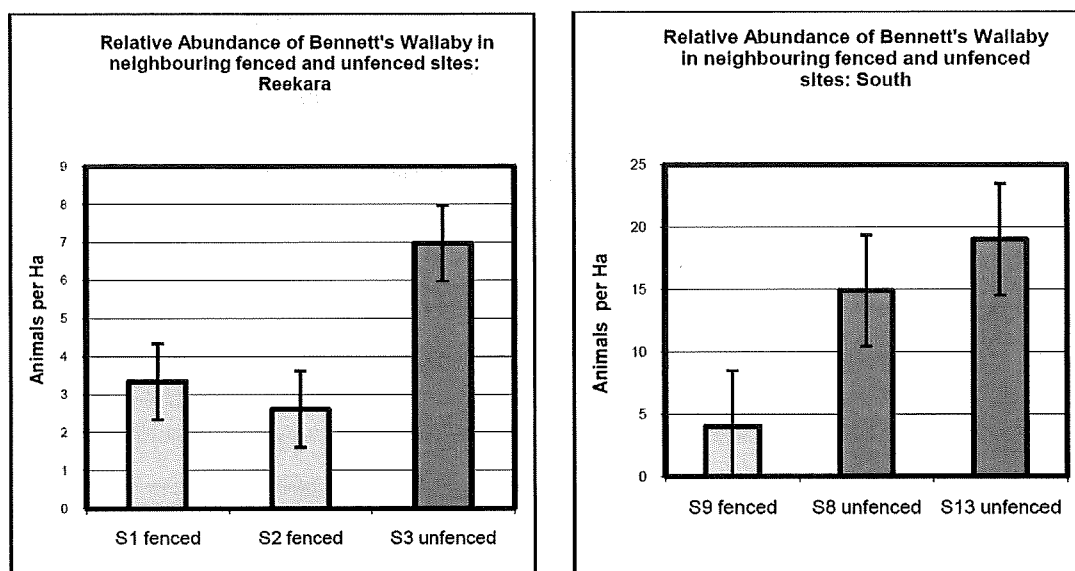 Relative Abundance of Bennett's Wallaby in
neighbouring fenced and unfenced sites:
Reekara
Animals per Ha
9
8
7
6
5
4
3
2
1
0
S1 fenced
S2 fenced
S3 unfenced
Relative Abundance of Bennett's Wallaby
in neighbouring fenced and unfenced
sites: South
Animals per Ha
25
20
15
10
5
0
S9 fenced
S8 unfenced
S13 unfenced